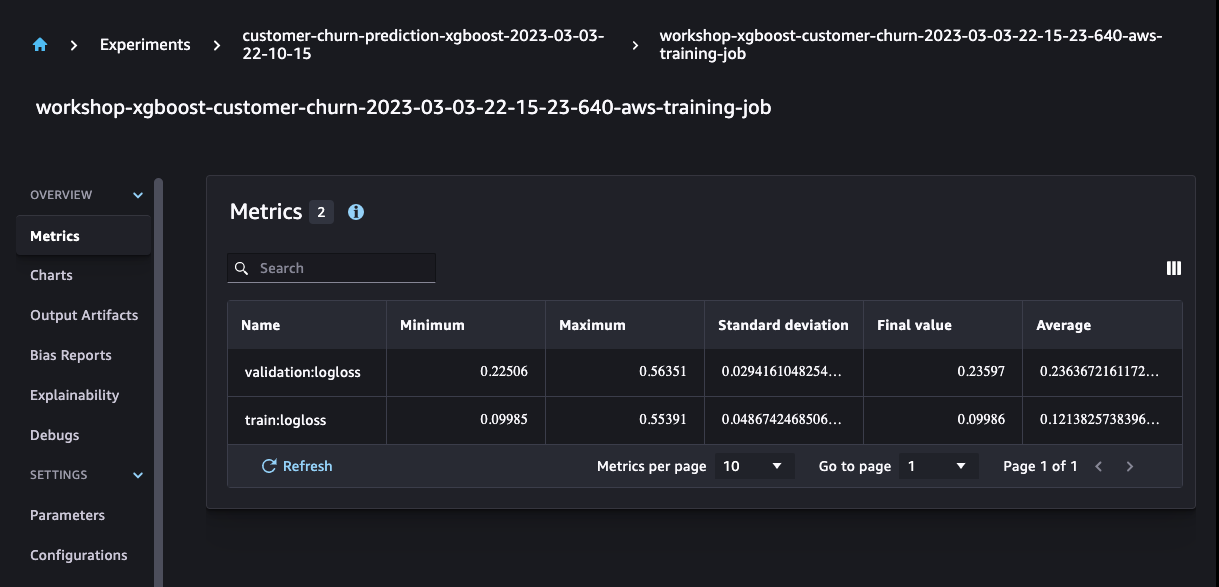 Experiments
customer-churn-prediction-xgboost-2023-03-03-
22-10-15
workshop-xgboost-customer-churn-2023-03-03-22-15-23-640-aws-
training-job
workshop-xgboost-customer-churn-2023-03-03-22-15-23-640-aws-training-job
OVERVIEW
Metrics
Charts
Output Artifacts
Bias Reports
Explainability
Debugs
SETTINGS
Parameters
Configurations
Metrics 2
Search
Name Minimum Maximum Standard deviation Final value Average
validation:logloss 0.22506 0.56351 0.0294161048254... 0.23597 0.2363672161172...
train:logloss 0.09985 0.55391 0.0486742468506... 0.09986 0.1213825738396...
Refresh Metrics per page 10 Go to page 1 Page 1 of 1